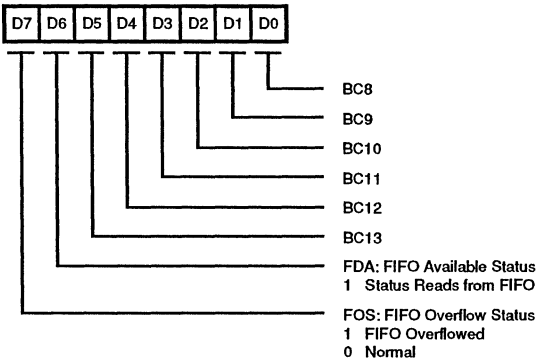 D7 D6 D5 D4 D3 D2 D1 D0
BC8
BC9
BC10
BC11
BC12
BC13
FDA: FIFO Available Status
1 Status Reads from FIFO
FOS: FIFO Overflow Status
1 FIFO Overflowed
0 Normal